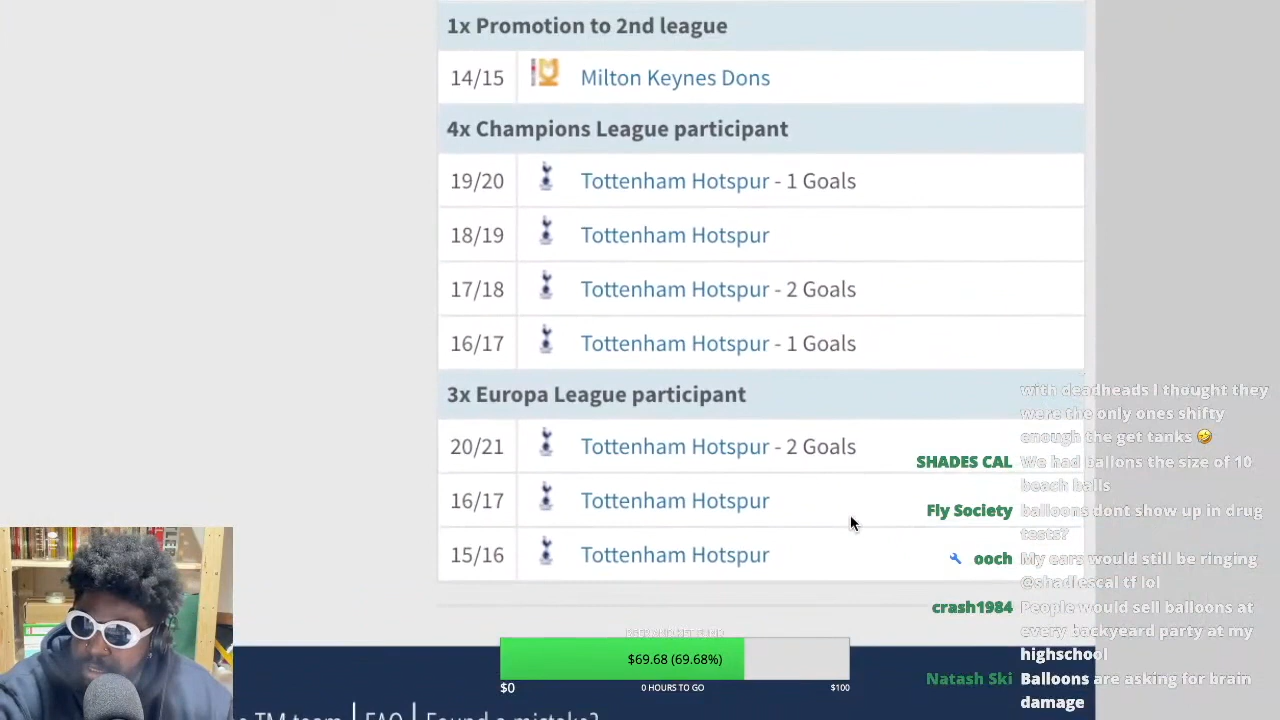 1x Promotion to 2nd league
14/15 Milton Keynes Dons
4x Champions League participant
19/20 Tottenham Hotspur - 1 Goals
18/19 Tottenham Hotspur
17/18 Tottenham Hotspur - 2 Goals
16/17 Tottenham Hotspur - 1 Goals
3x Europa League participant
20/21 Tottenham Hotspur - 2 Goals
16/17 Tottenham Hotspur
15/16 Tottenham Hotspur
with deadheads I thought they
were the only ones shifty
enough the get tanks 🤣
SHADES CAL We had ballons the size of 10
beach balls
Fly Society balloons dont show up in drug
tests?
ooch My ears would still be ringing
@shadlescal tf lol
crash1984 People would sell balloons at
every backyeard party at my
highschool
Natash Ski Balloons are asking for brain
damage
$69.68 (69.68%)
$0 0 HOURS TO GO $100
TM team | FAQ | Found a mistake?